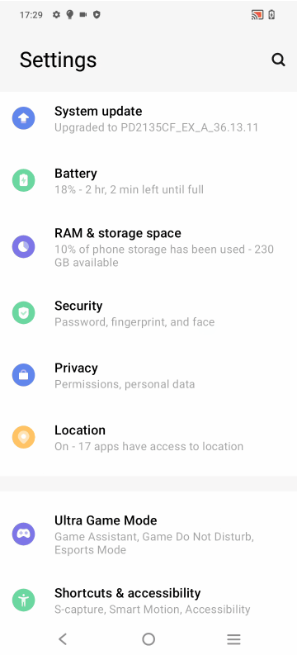 17:29
Settings
System update
Upgraded to PD2135CF_EX_A_36.13.11
Battery
18% - 2 hr, 2 min left until full
RAM & storage space
10% of phone storage has been used - 230
GB available
Security
Password, fingerprint, and face
Privacy
Permissions, personal data
Location
On - 17 apps have access to location
Ultra Game Mode
Game Assistant, Game Do Not Disturb,
Esports Mode
Shortcuts & accessibility
S-capture, Smart Motion, Accessibility